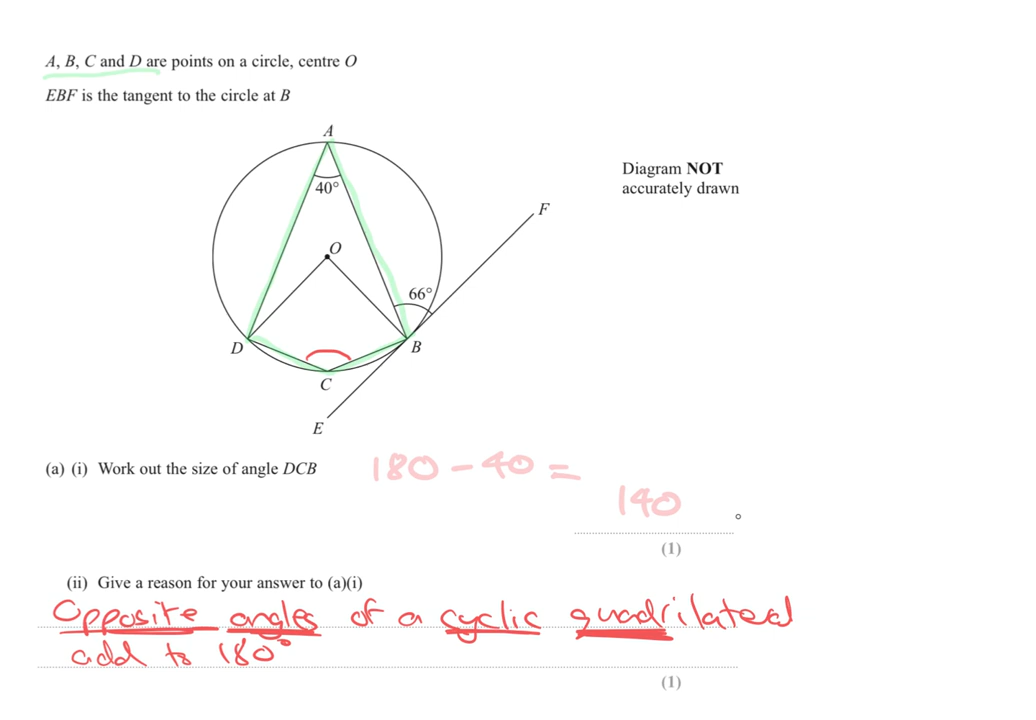 A, B, C and D are points on a circle, centre O
EBF is the tangent to the circle at B
A
40°
Diagram NOT
accurately drawn
F
O
66°
D
B
C
E
(a) (i) Work out the size of angle DCB
180 - 40 =
140
°
(1)
(ii) Give a reason for your answer to (a)(i)
Opposite angles of a cyclic quadrilateral
add to 180°
(1)